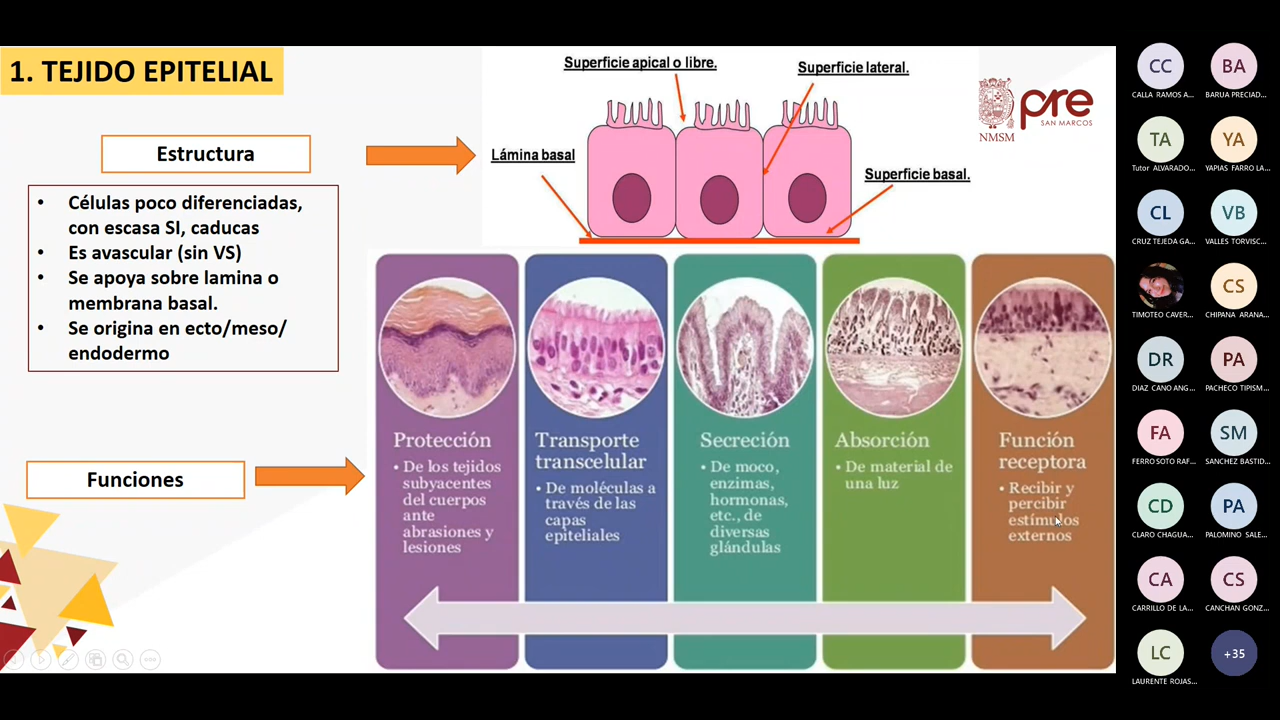 1. TEJIDO EPITELIAL
Estructura
• Células poco diferenciadas,
con escasa SI, caducas
• Es avascular (sin VS)
• Se apoya sobre lamina o
membrana basal.
• Se origina en ecto/meso/
endodermo
Funciones
Superficie apical o libre.
Superficie lateral.
Lámina basal
Superficie basal.
NMSM
pre
SAN MARCOS
Protección
• De los tejidos
subyacentes
del cuerpos
ante
abrasiones y
lesiones
Transporte
transcelular
• De moléculas a
través de las
capas
epiteliales
Secreción
• De moco,
enzimas,
hormonas,
etc., de
diversas
glándulas
Absorción
• De material de
una luz
Función
receptora
• Recibir y
percibir
estímulos
externos
CC
CALLA RAMOS A...
BA
BARUA PRECIAD...
TA
Tutor ALVARADO...
YA
YAPIAS FARRO LA...
CL
CRUZ TEJEDA GA...
VB
VALLES TORVISC...
TIMOTEO CAVER...
CS
CHIPANA ARANA...
DR
DIAZ CANO ANG...
PA
PACHECO TIPISM...
FA
FERRO SOTO RAF...
SM
SANCHEZ BASTID...
CD
CLARO CHAGUA...
PA
PALOMINO SALE...
CA
CARRILLO DE LA...
CS
CANCHAN GONZ...
LC
LAURENTE ROJAS...
+35